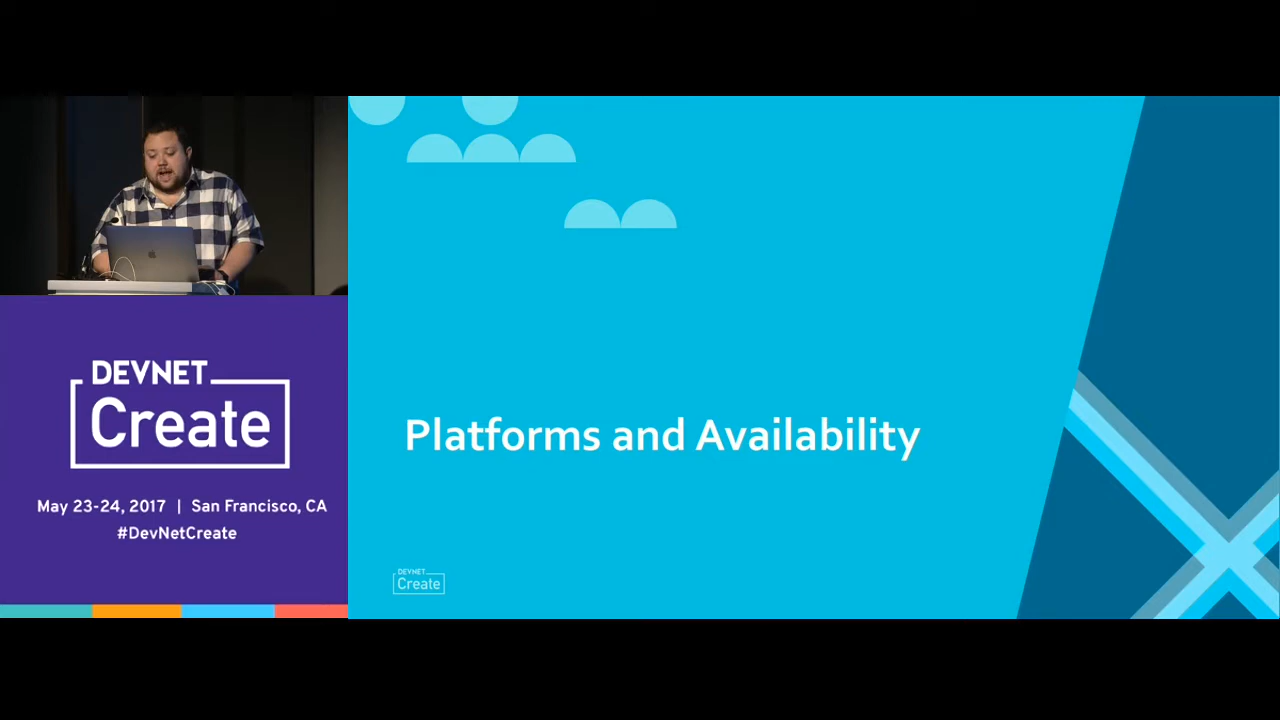 DEVNET
Create
May 23-24, 2017 | San Francisco, CA
#DevNetCreate
Platforms and Availability
DEVNET
Create